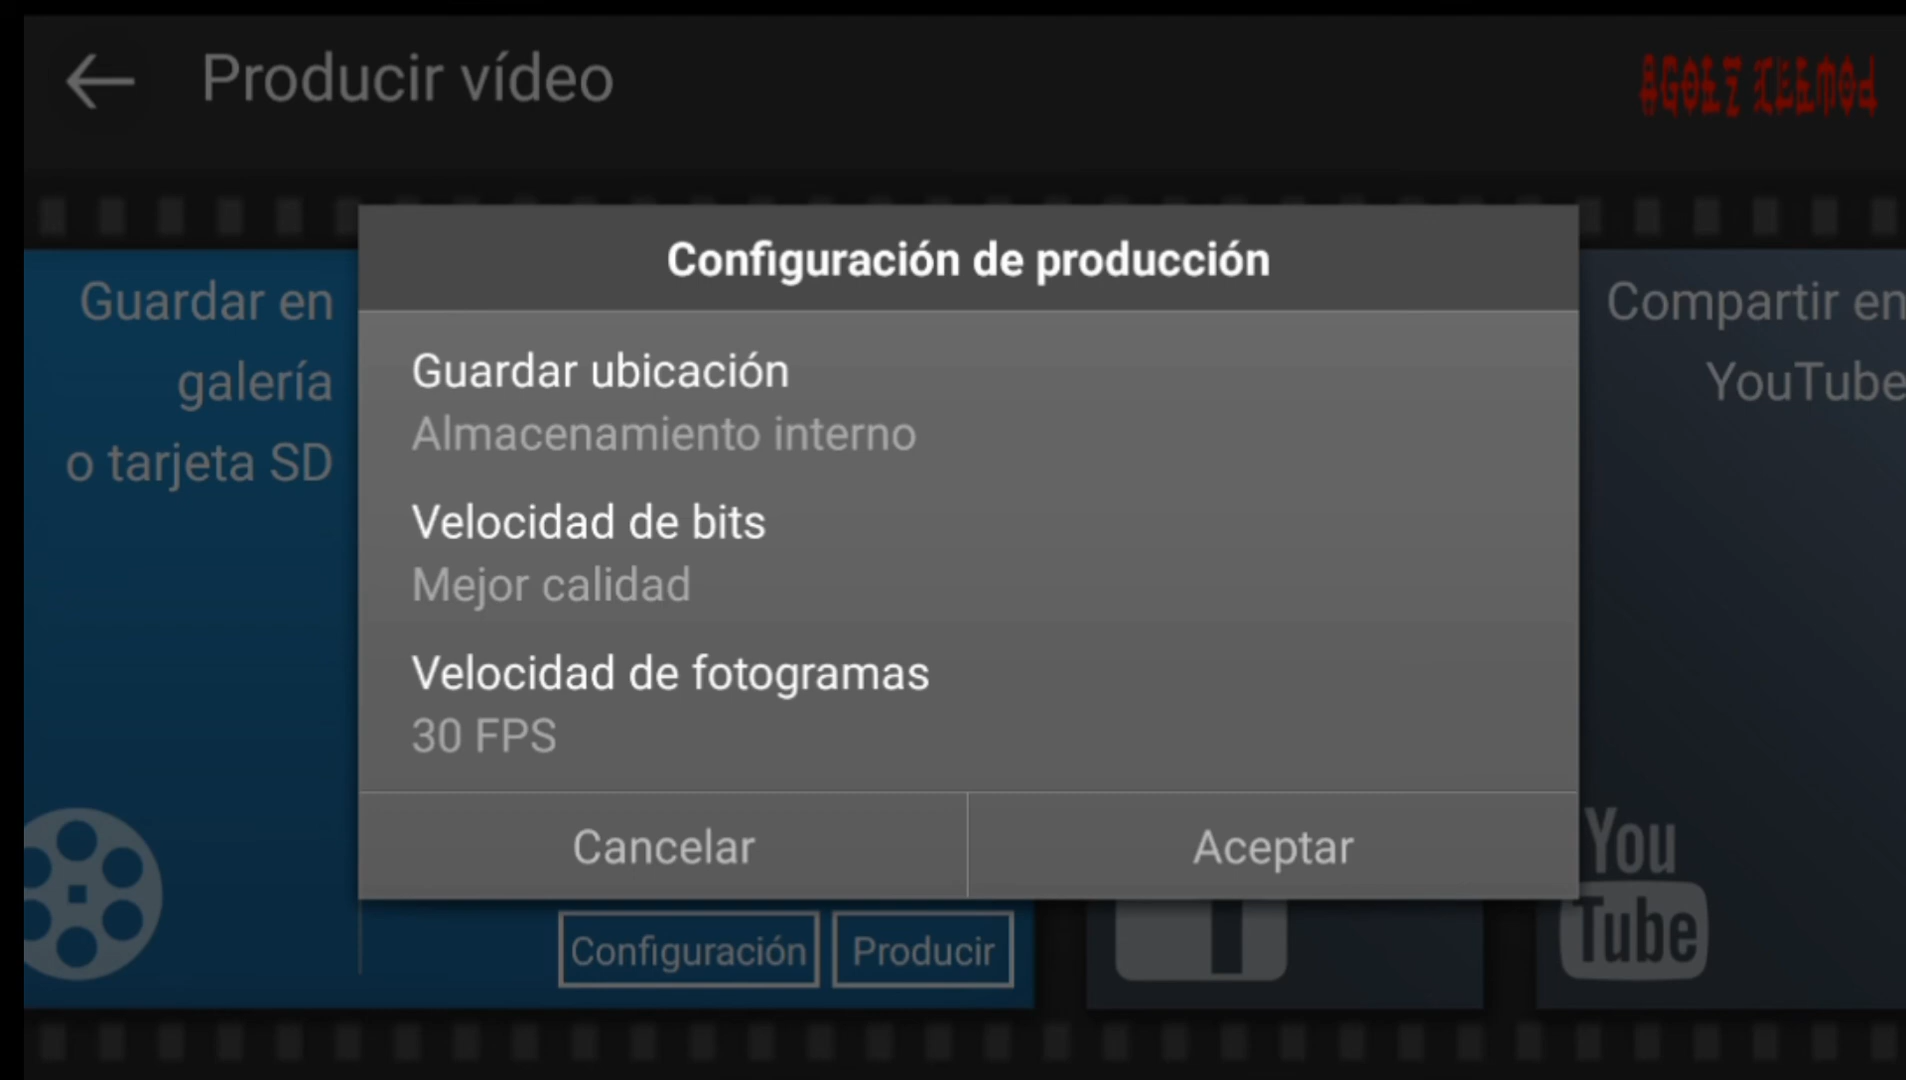 Producir vídeo
Configuración de producción
Guardar en
galería
o tarjeta SD
Guardar ubicación
Almacenamiento interno
Velocidad de bits
Mejor calidad
Velocidad de fotogramas
30 FPS
Cancelar
Aceptar
Configuración
Producir
Compartir en
YouTube
You
Tube